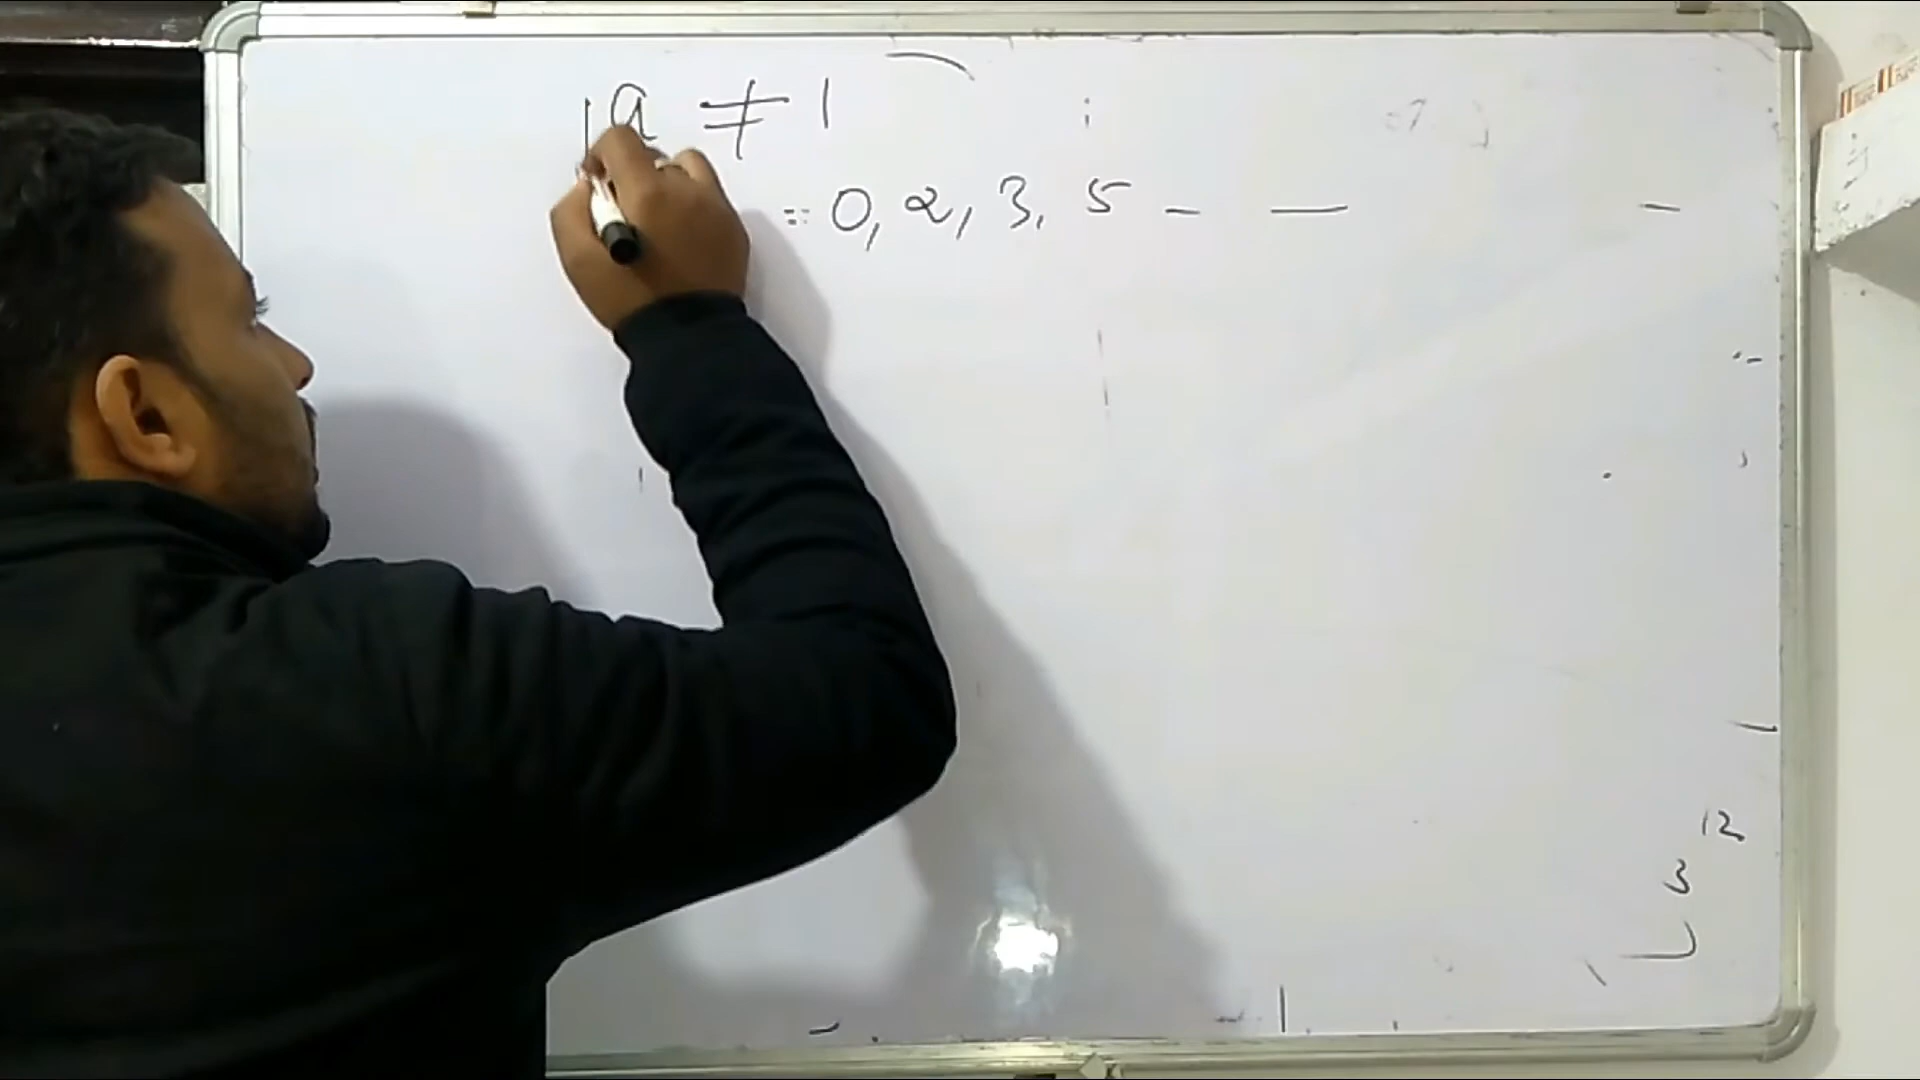 a ≠ 1
= 0, 2, 3, 5 - — -
12
3